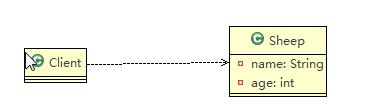 Client
Sheep
name: String
age: int